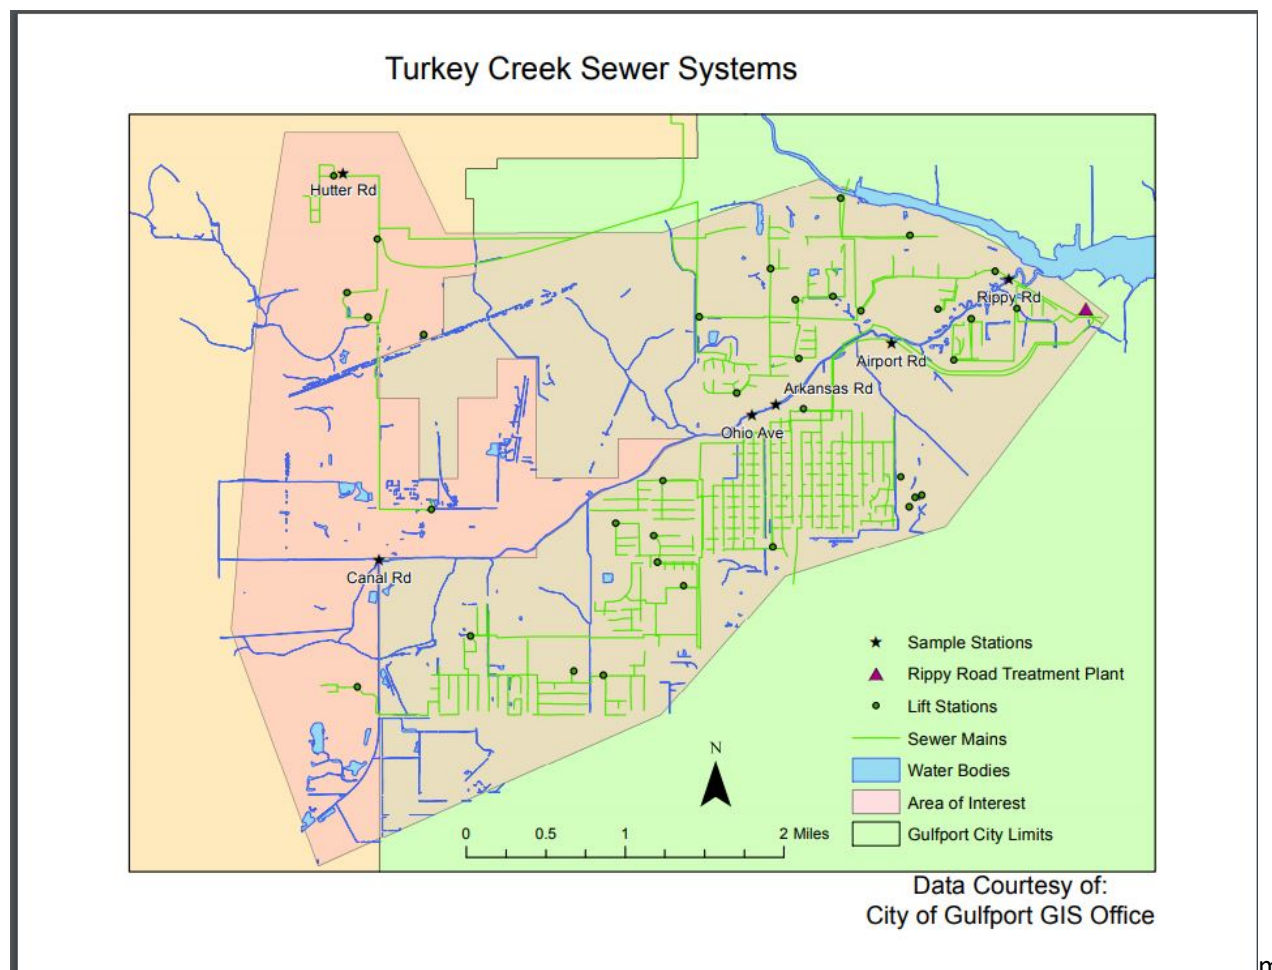 Turkey Creek Sewer Systems
Hutter Rd
Rippy Rd
Airport Rd
Arkansas Rd
Ohio Ave
Canal Rd
Sample Stations
Rippy Road Treatment Plant
Lift Stations
Sewer Mains
Water Bodies
Area of Interest
Gulfport City Limits
N
0 0.5 1 2 Miles
Data Courtesy of:
City of Gulfport GIS Office